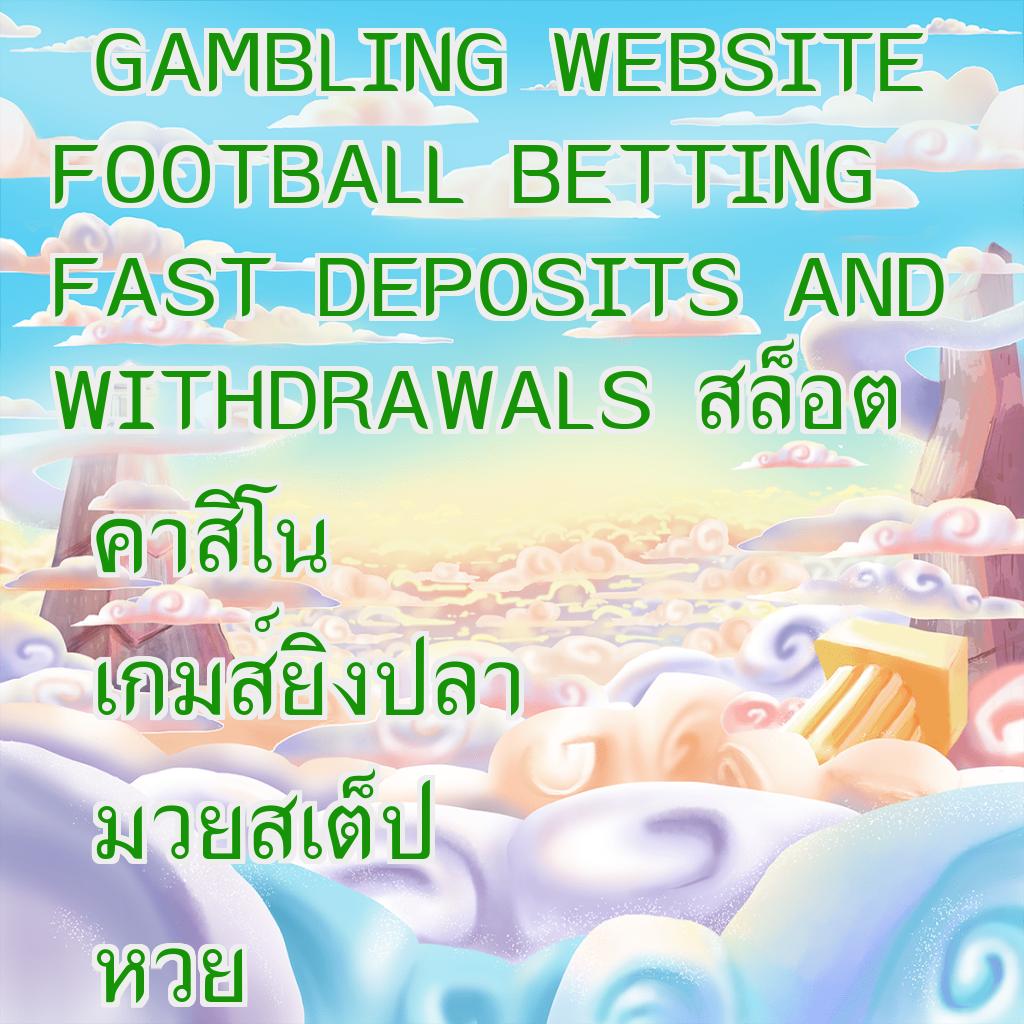 GAMBLING WEBSITE
FOOTBALL BETTING
FAST DEPOSITS AND
WITHDRAWALS สล็อต
คาสิโน
เกมส์ยิงปลา
มวยสเต็ป
หวย